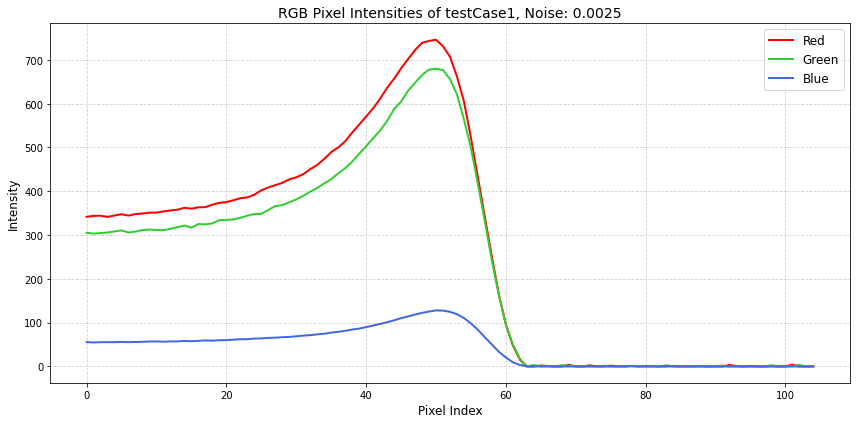 RGB Pixel Intensities of testCase1, Noise: 0.0025
Red
Green
Blue
700
600
500
400
300
200
100
0
Intensity
0 20 40 60 80 100
Pixel Index